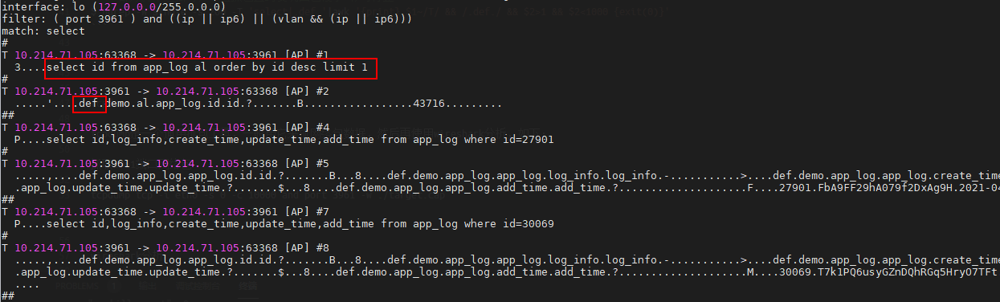 interface: lo (127.0.0.0/255.0.0.0)
filter: ( port 3961 ) and ((ip || ip6) || (vlan && (ip || ip6)))
match: select
#
T 10.214.71.105:63368 -> 10.214.71.105:3961 [AP] #1
3....select id from app_log al order by id desc limit 1
#
T 10.214.71.105:3961 -> 10.214.71.105:63368 [AP] #2
.....'....def.demo.al.app_log.id.id.?.......B.................43716.........
##
T 10.214.71.105:63368 -> 10.214.71.105:3961 [AP] #4
P....select id,log_info,create_time,update_time,add_time from app_log where id=27901
#
T 10.214.71.105:3961 -> 10.214.71.105:63368 [AP] #5
.....,....def.demo.app_log.app_log.id.id.?.......B...8....def.demo.app_log.app_log.log_info.log_info.-...........>....def.demo.app_log.app_log.create_time
.app_log.update_time.update_time.?.......$...8....def.demo.app_log.app_log.add_time.add_time.?....................F....27901.FbA9FF29hA079f2DxAg9H.2021-04
##
T 10.214.71.105:63368 -> 10.214.71.105:3961 [AP] #7
P....select id,log_info,create_time,update_time,add_time from app_log where id=30069
#
T 10.214.71.105:3961 -> 10.214.71.105:63368 [AP] #8
.....,....def.demo.app_log.app_log.id.id.?.......B...8....def.demo.app_log.app_log.log_info.log_info.-...........>....def.demo.app_log.app_log.create_time
.app_log.update_time.update_time.?.......$...8....def.demo.app_log.app_log.add_time.add_time.?....................M....30069.T7k1PQ6usyGZnDQhRGq5HryO7TFt
....
##